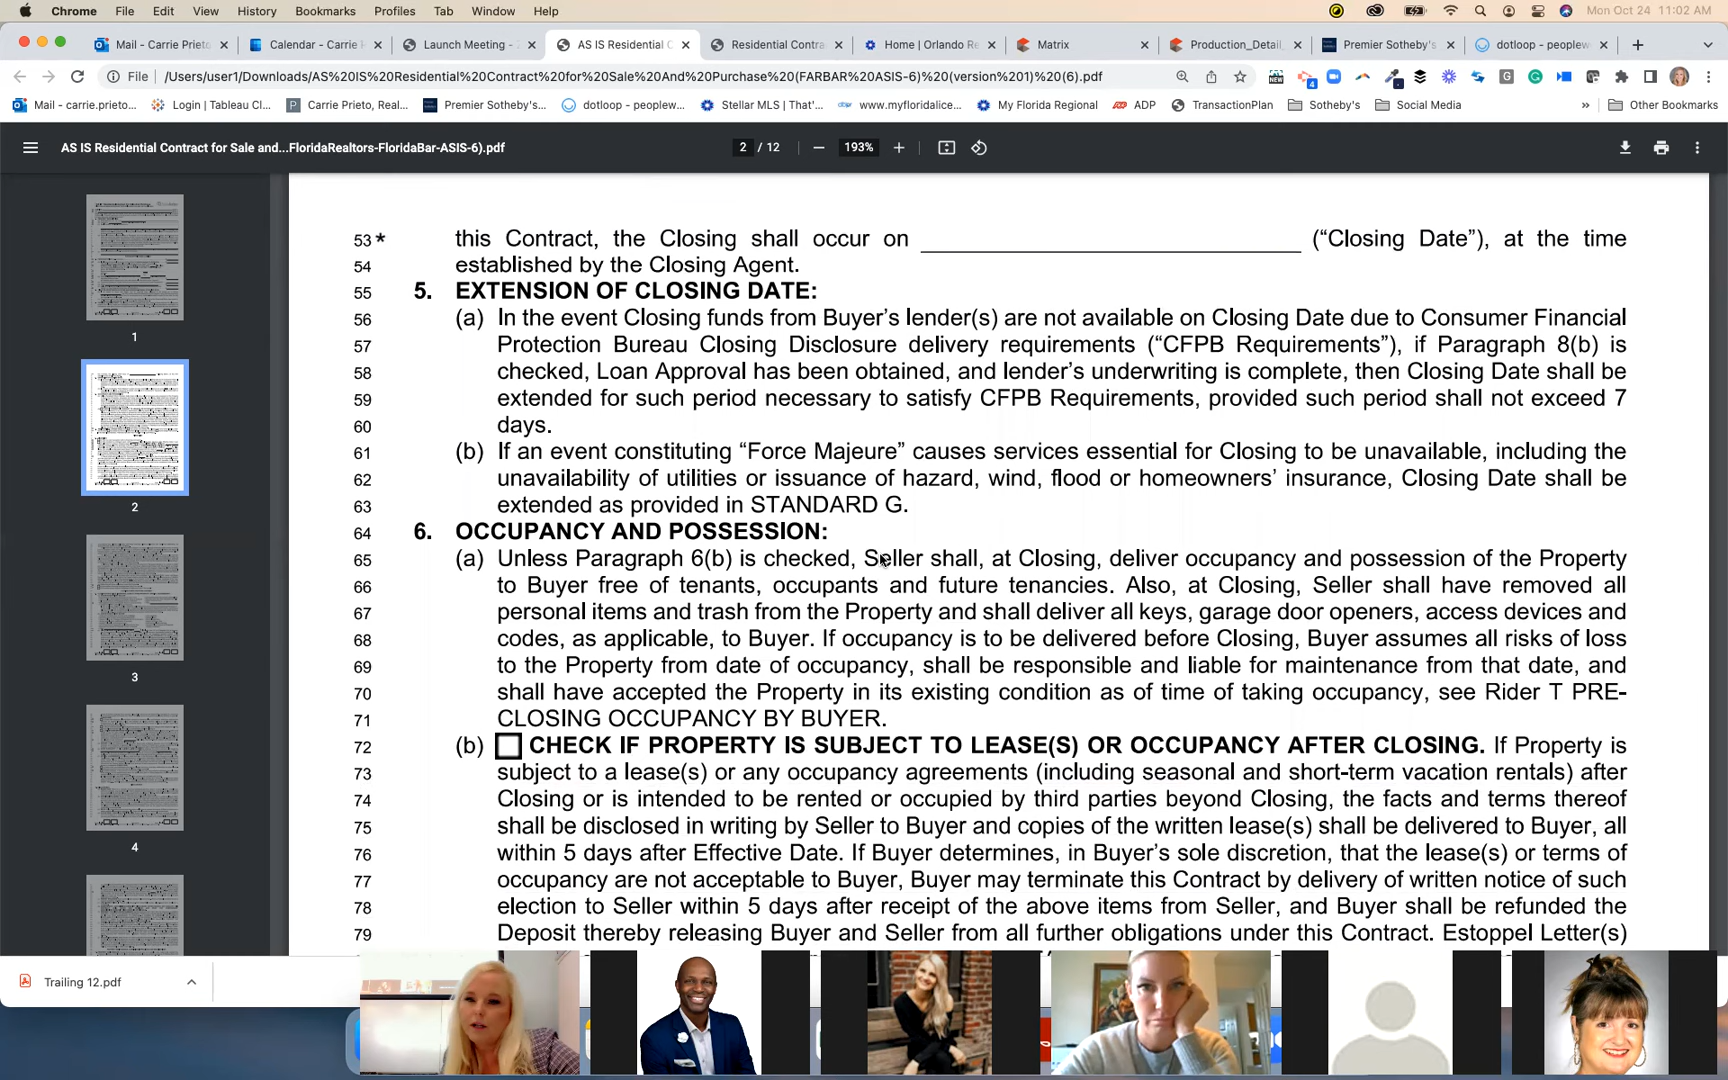 Chrome File Edit View History Bookmarks Profiles Tab Window Help Mon Oct 24 11:02 AM
Mail - Carrie Prieto Calendar - Carrie Launch Meeting - AS IS Residential C Residential Contra Home | Orlando Re Matrix Production_Detail_ Premier Sotheby's dotloop - peoplew
File /Users/user1/Downloads/AS%20IS%20Residential%20Contract%20for%20Sale%20And%20Purchase%20(FARBAR%20ASIS-6)%20(version%201)%20(6).pdf
Mail - carrie.prieto... Login | Tableau Cl... Carrie Prieto, Real... Premier Sotheby's... dotloop - peoplew... Stellar MLS | That'... www.myfloridalice... My Florida Regional ADP TransactionPlan Sotheby's Social Media » Other Bookmarks
AS IS Residential Contract for Sale and...FloridaRealtors-FloridaBar-ASIS-6).pdf 2 / 12 193%
1
2
3
4
53 * this Contract, the Closing shall occur on ("Closing Date"), at the time
54 established by the Closing Agent.
55 5. EXTENSION OF CLOSING DATE:
56 (a) In the event Closing funds from Buyer's lender(s) are not available on Closing Date due to Consumer Financial
57 Protection Bureau Closing Disclosure delivery requirements ("CFPB Requirements"), if Paragraph 8(b) is
58 checked, Loan Approval has been obtained, and lender's underwriting is complete, then Closing Date shall be
59 extended for such period necessary to satisfy CFPB Requirements, provided such period shall not exceed 7
60 days.
61 (b) If an event constituting "Force Majeure" causes services essential for Closing to be unavailable, including the
62 unavailability of utilities or issuance of hazard, wind, flood or homeowners' insurance, Closing Date shall be
63 extended as provided in STANDARD G.
64 6. OCCUPANCY AND POSSESSION:
65 (a) Unless Paragraph 6(b) is checked, Seller shall, at Closing, deliver occupancy and possession of the Property
66 to Buyer free of tenants, occupants and future tenancies. Also, at Closing, Seller shall have removed all
67 personal items and trash from the Property and shall deliver all keys, garage door openers, access devices and
68 codes, as applicable, to Buyer. If occupancy is to be delivered before Closing, Buyer assumes all risks of loss
69 to the Property from date of occupancy, shall be responsible and liable for maintenance from that date, and
70 shall have accepted the Property in its existing condition as of time of taking occupancy, see Rider T PRE-
71 CLOSING OCCUPANCY BY BUYER.
72 (b) CHECK IF PROPERTY IS SUBJECT TO LEASE(S) OR OCCUPANCY AFTER CLOSING. If Property is
73 subject to a lease(s) or any occupancy agreements (including seasonal and short-term vacation rentals) after
74 Closing or is intended to be rented or occupied by third parties beyond Closing, the facts and terms thereof
75 shall be disclosed in writing by Seller to Buyer and copies of the written lease(s) shall be delivered to Buyer, all
76 within 5 days after Effective Date. If Buyer determines, in Buyer's sole discretion, that the lease(s) or terms of
77 occupancy are not acceptable to Buyer, Buyer may terminate this Contract by delivery of written notice of such
78 election to Seller within 5 days after receipt of the above items from Seller, and Buyer shall be refunded the
79 Deposit thereby releasing Buyer and Seller from all further obligations under this Contract. Estoppel Letter(s)
Trailing 12.pdf